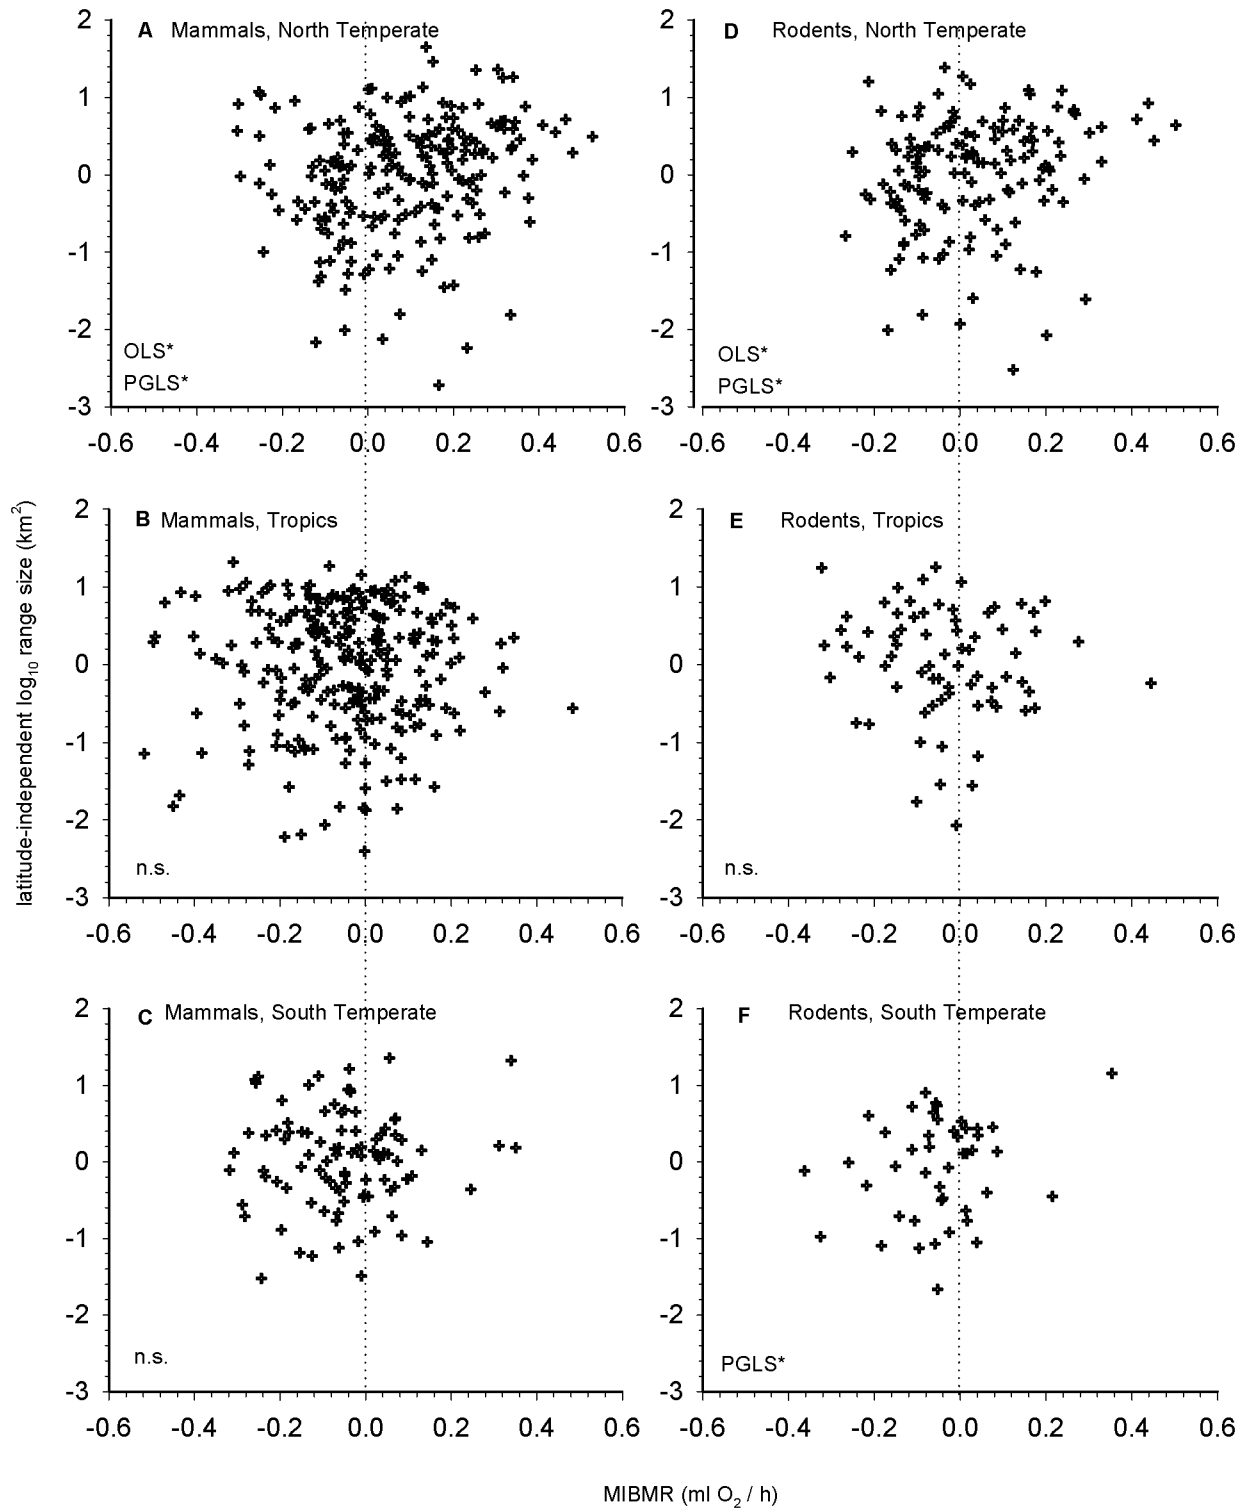 latitude-independent log10 range size (km2)
A Mammals, North Temperate
2
1
0
-1
-2
-3
OLS*
PGLS*
-0.6 -0.4 -0.2 0.0 0.2 0.4 0.6
D Rodents, North Temperate
2
1
0
-1
-2
-3
OLS*
PGLS*
-0.6 -0.4 -0.2 0.0 0.2 0.4 0.6
B Mammals, Tropics
2
1
0
-1
-2
-3
n.s.
-0.6 -0.4 -0.2 0.0 0.2 0.4 0.6
E Rodents, Tropics
2
1
0
-1
-2
-3
n.s.
-0.6 -0.4 -0.2 0.0 0.2 0.4 0.6
C Mammals, South Temperate
2
1
0
-1
-2
-3
n.s.
-0.6 -0.4 -0.2 0.0 0.2 0.4 0.6
F Rodents, South Temperate
2
1
0
-1
-2
-3
PGLS*
-0.6 -0.4 -0.2 0.0 0.2 0.4 0.6
MIBMR (ml O2 / h)